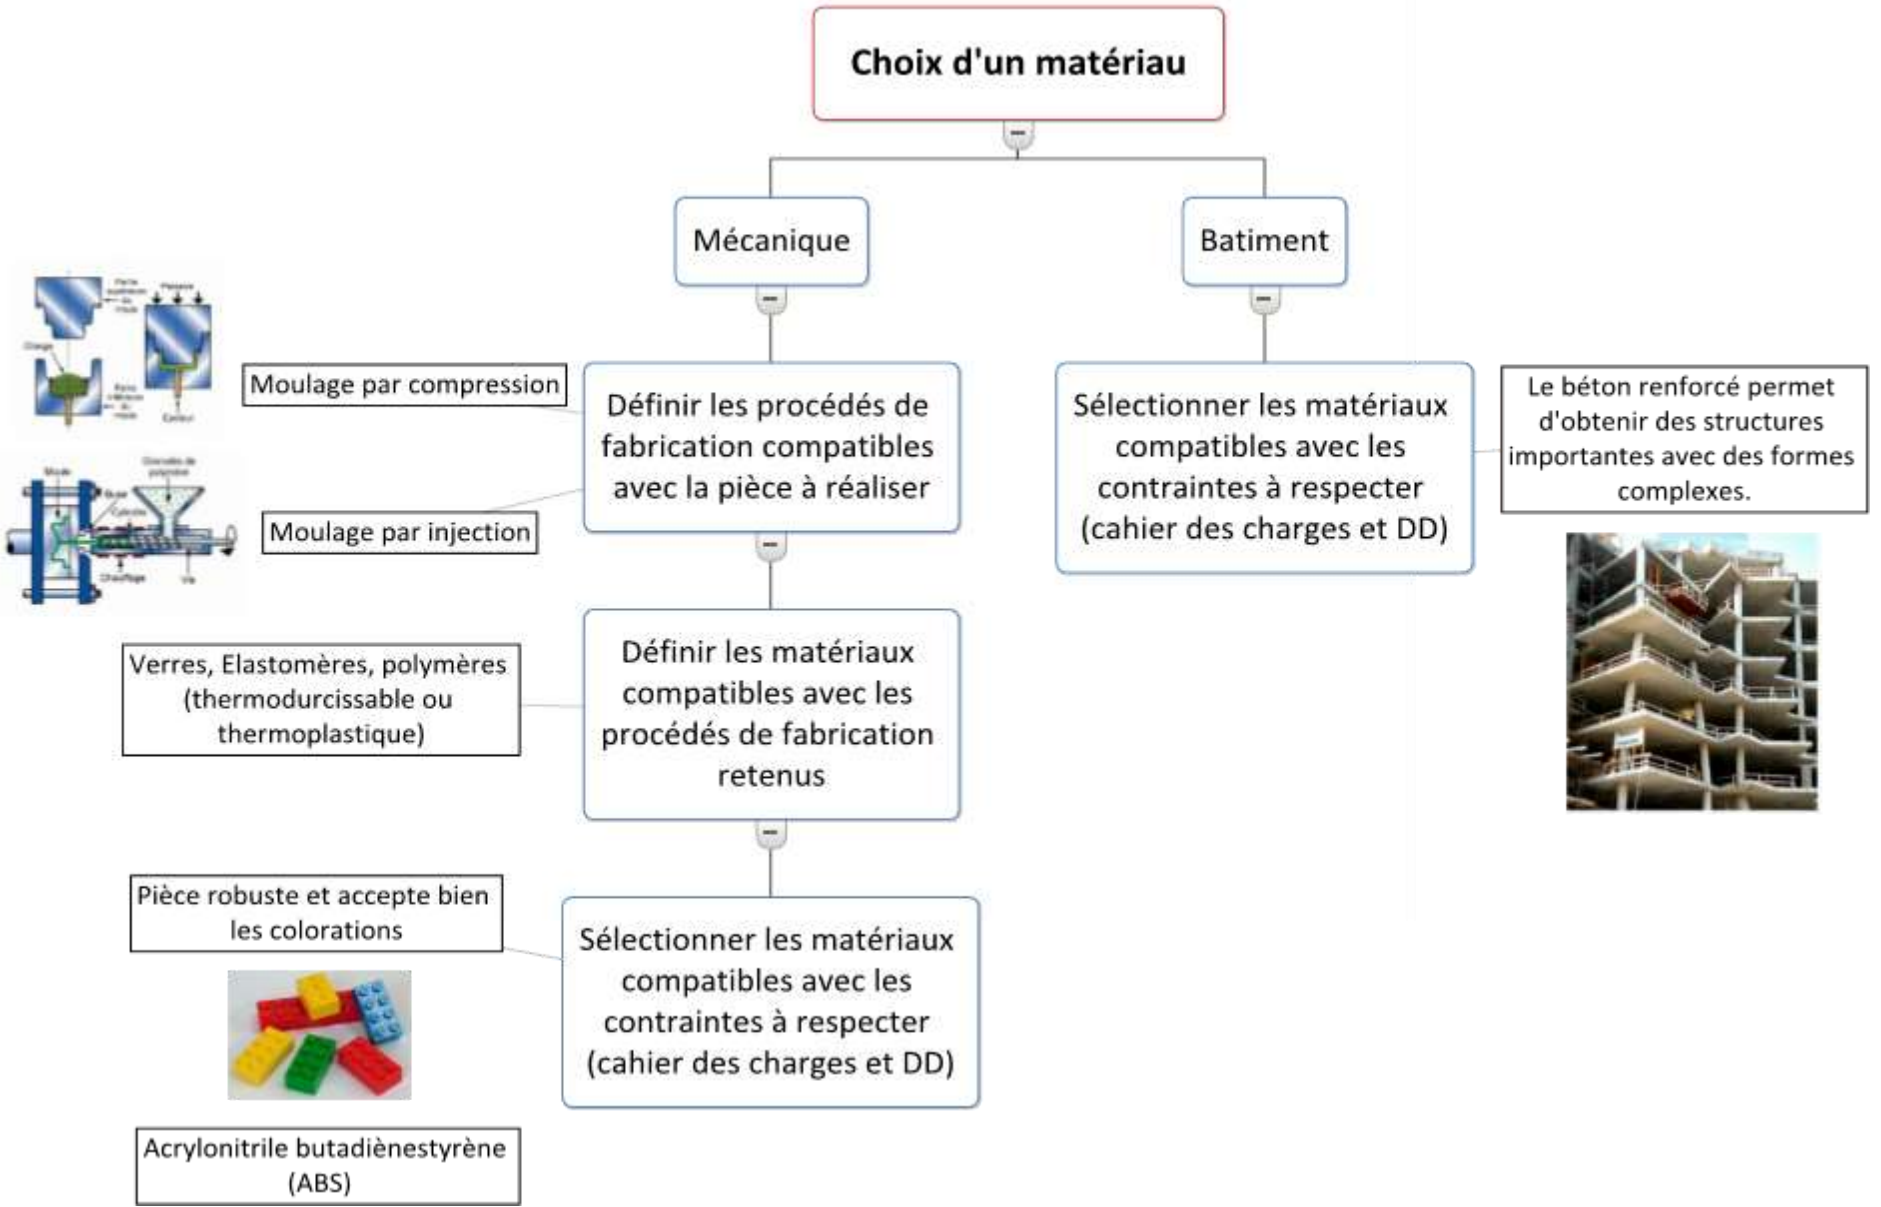 Choix d'un matériau
Mécanique
Batiment
Moulage par compression
Moulage par injection
Définir les procédés de
fabrication compatibles
avec la pièce à réaliser
Sélectionner les matériaux
compatibles avec les
contraintes à respecter
(cahier des charges et DD)
Le béton renforcé permet
d'obtenir des structures
importantes avec des formes
complexes.
Verres, Elastomères, polymères
(thermodurcissable ou
thermoplastique)
Définir les matériaux
compatibles avec les
procédés de fabrication
retenus
Pièce robuste et accepte bien
les colorations
Sélectionner les matériaux
compatibles avec les
contraintes à respecter
(cahier des charges et DD)
Acrylonitrile butadiènestyrène
(ABS)